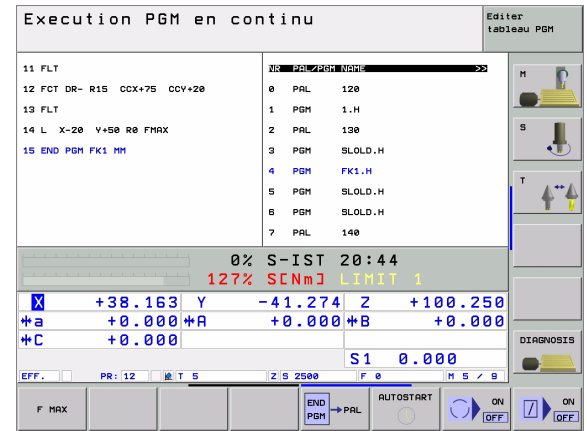 Execution PGM en continu
Editer
tableau PGM
11 FLT
12 FCT DR- R15 CCX+75 CCY+20
13 FLT
14 L X-20 Y+50 R0 FMAX
15 END PGM FK1 MM
NR PAL/PGM NAME >>
0 PAL 120
1 PGM 1.H
2 PAL 130
3 PGM SLOLD.H
4 PGM FK1.H
5 PGM SLOLD.H
6 PGM SLOLD.H
7 PAL 140
M
S
T
DIAGNOSIS
0% S-IST 20:44
127% S[Nm] LIMIT 1
X +38.163 Y -41.274 Z +100.250
a +0.000 A +0.000 B +0.000
C +0.000
S1 0.000
EFF. PR: 12 T 5 Z S 2500 F 0 M 5 / 9
F MAX
END PGM → PAL
AUTOSTART
ON
OFF
ON
OFF